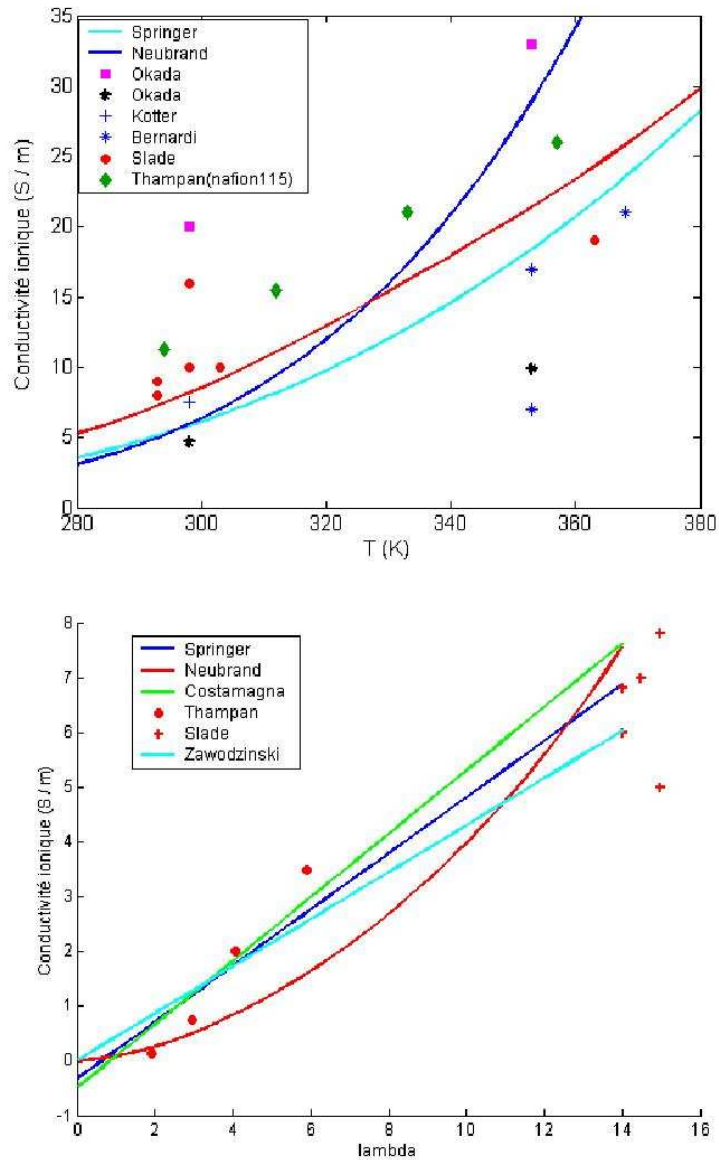 35
30
25
20
15
10
5
0
Conductivité ionique (S / m)
Springer
Neubrand
Okada
Okada
Kotter
Bernardi
Slade
Thampan(nafion115)
280
300
320
340
360
380
T (K)
8
7
6
5
4
3
2
1
0
-1
Conductivité ionique (S / m)
Springer
Neubrand
Costamagna
Thampan
Slade
Zawodzinski
0
2
4
6
8
10
12
14
16
lambda